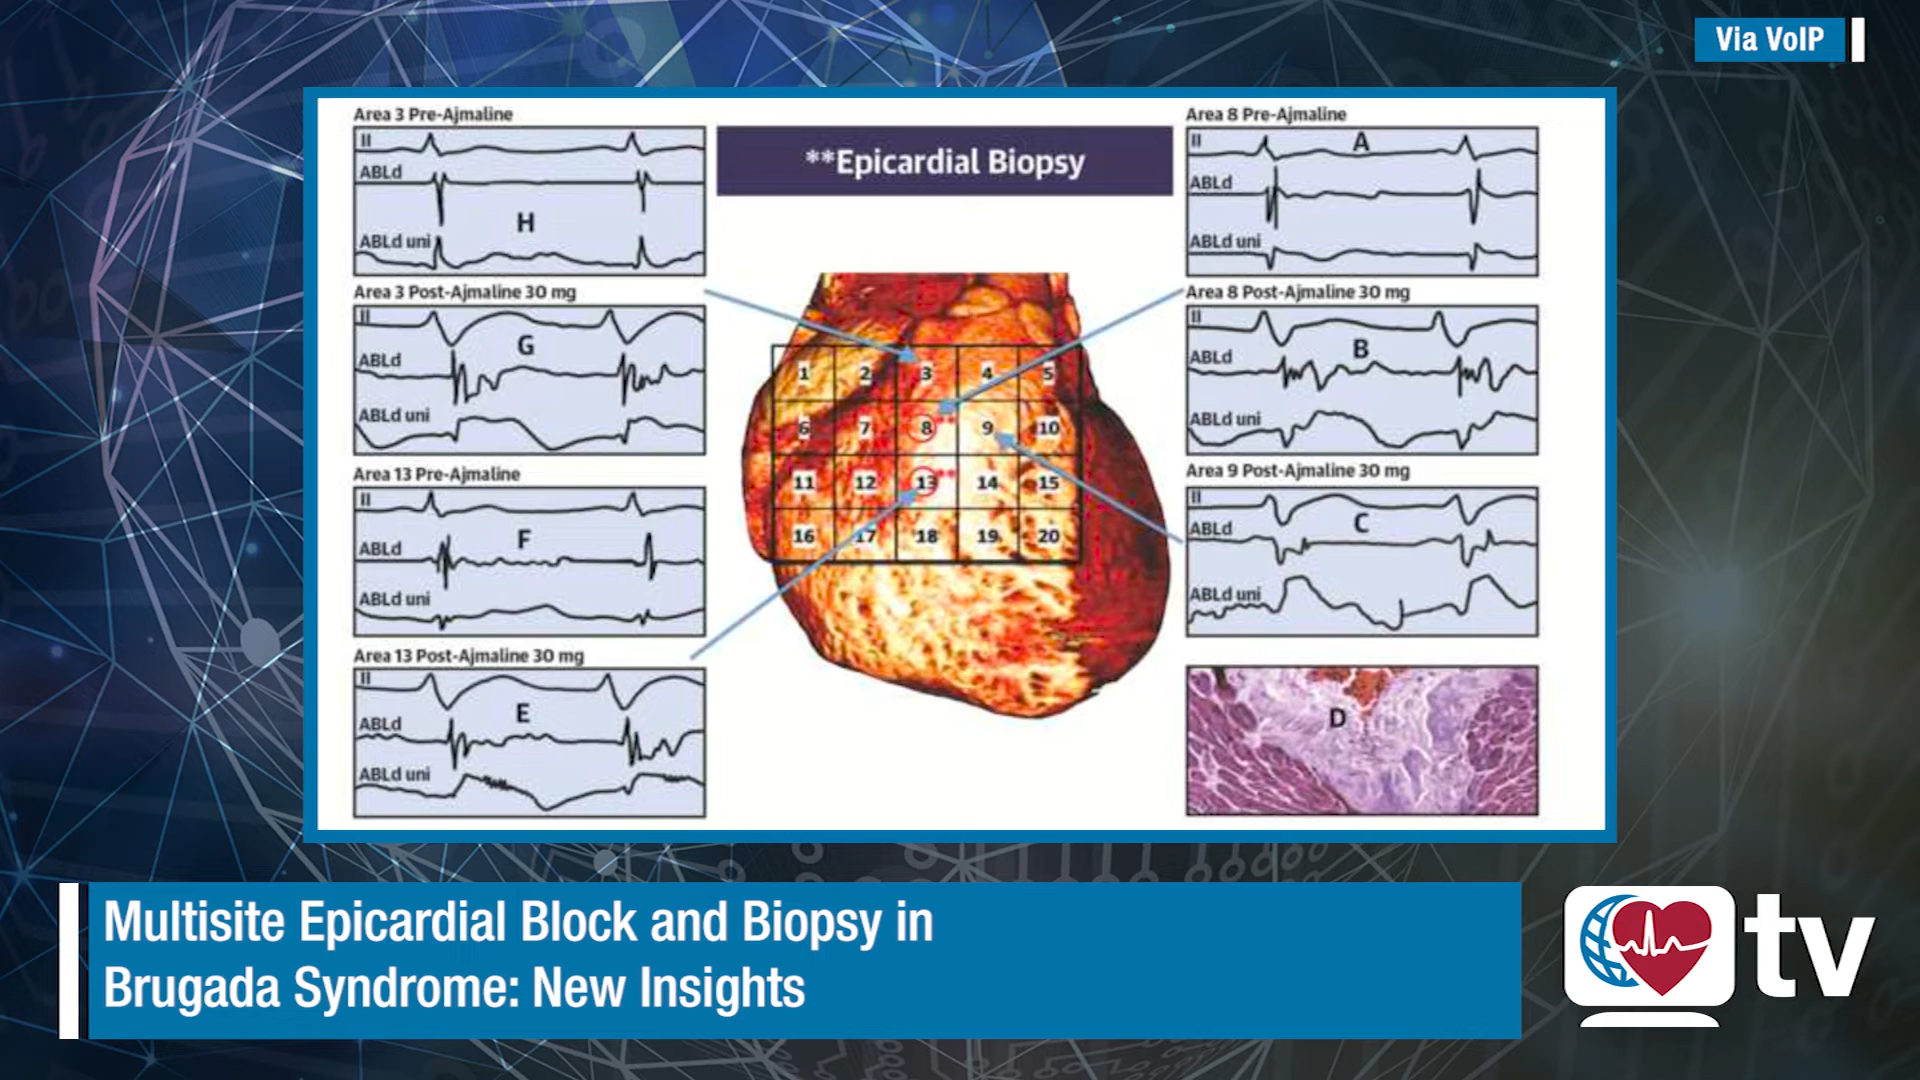 Via VoIP
Area 3 Pre-Ajmaline
II
ABLd
H
ABLd uni
Area 3 Post-Ajmaline 30 mg
II
G
ABLd
ABLd uni
Area 13 Pre-Ajmaline
II
F
ABLd
ABLd uni
Area 13 Post-Ajmaline 30 mg
II
E
ABLd
ABLd uni
**Epicardial Biopsy
1 2 3 4 5
6 7 8** 9 10
11 12 13** 14 15
16 17 18 19 20
Area 8 Pre-Ajmaline
II
A
ABLd
ABLd uni
Area 8 Post-Ajmaline 30 mg
II
B
ABLd
ABLd uni
Area 9 Post-Ajmaline 30 mg
II
C
ABLd
ABLd uni
D
Multisite Epicardial Block and Biopsy in
Brugada Syndrome: New Insights
tv